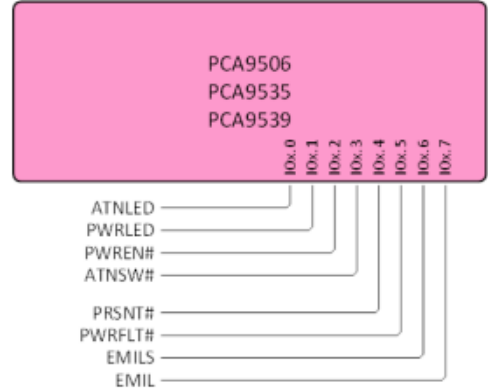 PCA9506
PCA9535
PCA9539
IOx.0
IOx.1
IOx.2
IOx.3
IOx.4
IOx.5
IOx.6
IOx.7
ATNLED
PWRLED
PWREN#
ATNSW#
PRSNT#
PWRFLT#
EMILS
EMIL